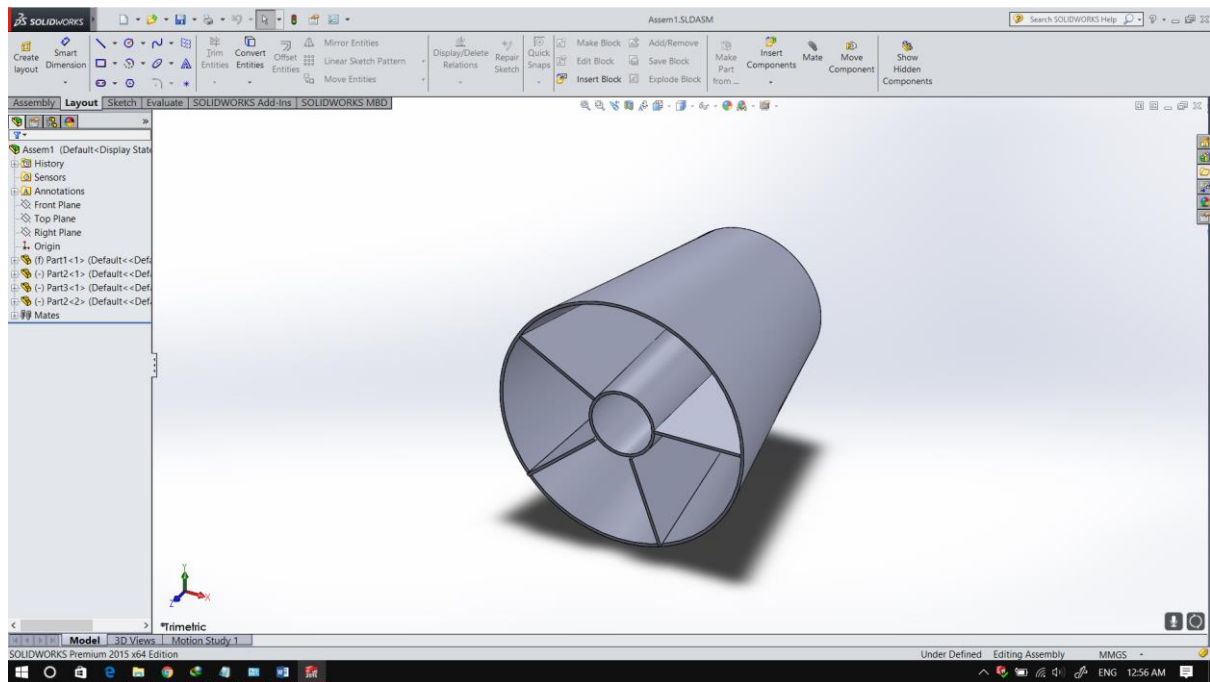 SOLIDWORKS
Assem1.SLDASM
Search SOLIDWORKS Help
Create layout
Smart Dimension
Trim Entities
Convert Entities
Offset Entities
Mirror Entities
Linear Sketch Pattern
Move Entities
Display/Delete Relations
Repair Sketch
Quick Snaps
Make Block
Edit Block
Insert Block
Add/Remove
Save Block
Explode Block
Make Part from ...
Insert Components
Mate
Move Component
Show Hidden Components
Assembly Layout Sketch Evaluate SOLIDWORKS Add-Ins SOLIDWORKS MBD
Assem1 (Default<Display State
History
Sensors
Annotations
Front Plane
Top Plane
Right Plane
Origin
(f) Part1<1> (Default<<Defa
(-) Part2<1> (Default<<Defa
(-) Part3<1> (Default<<Defa
(-) Part2<2> (Default<<Defa
Mates
Y
X
Z
*Trimetric
Model 3D Views Motion Study 1
SOLIDWORKS Premium 2015 x64 Edition
Under Defined Editing Assembly MMGS -
ENG 12:56 AM